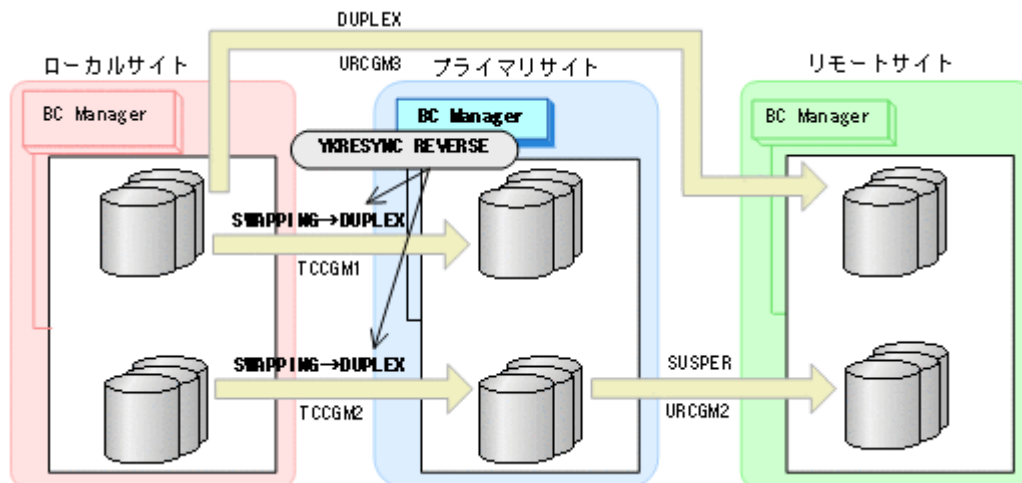 DUPLEX
URCGM3
ローカルサイト
プライマリサイト
リモートサイト
BC Manager
BC Manager
BC Manager
YKRESYNC REVERSE
SWAPPING→DUPLEX
TCCGM1
SWAPPING→DUPLEX
TCCGM2
SUSPER
URCGM2